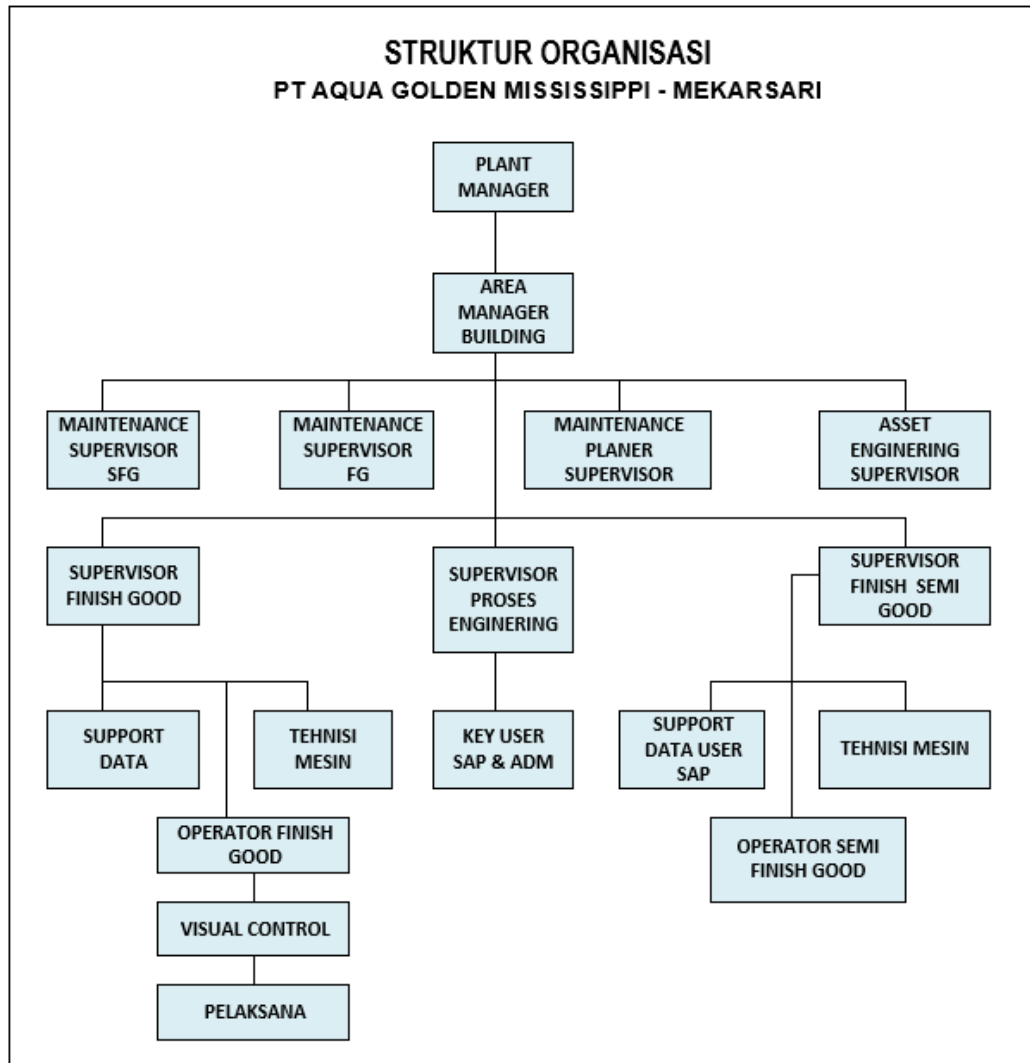 STRUKTUR ORGANISASI
PT AQUA GOLDEN MISSISSIPPI - MEKARSARI
PLANT
MANAGER
AREA
MANAGER
BUILDING
MAINTENANCE
SUPERVISOR
SFG
MAINTENANCE
SUPERVISOR
FG
MAINTENANCE
PLANER
SUPERVISOR
ASSET
ENGINERING
SUPERVISOR
SUPERVISOR
FINISH GOOD
SUPERVISOR
PROSES
ENGINERING
SUPERVISOR
FINISH SEMI
GOOD
SUPPORT
DATA
TEHNISI
MESIN
KEY USER
SAP & ADM
SUPPORT
DATA USER
SAP
TEHNISI MESIN
OPERATOR FINISH
GOOD
OPERATOR SEMI
FINISH GOOD
VISUAL CONTROL
PELAKSANA